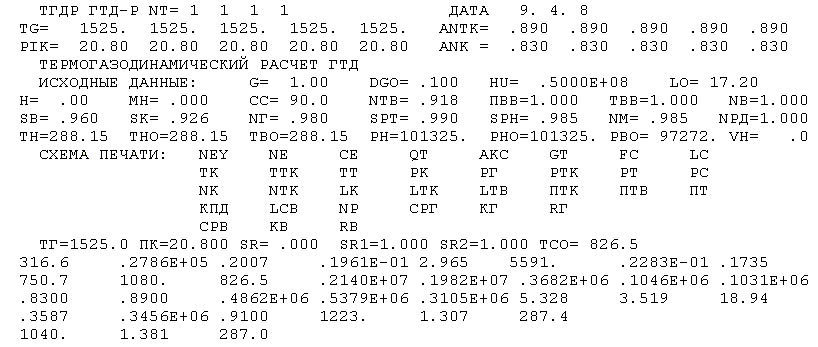 ТГДР ГТД-Р NT= 1 1 1 1 ДАТА 9. 4. 8
TG= 1525. 1525. 1525. 1525. 1525. ANTK= .890 .890 .890 .890 .890
PIK= 20.80 20.80 20.80 20.80 20.80 ANK = .830 .830 .830 .830 .830
ТЕРМОГАЗОДИНАМИЧЕСКИЙ РАСЧЕТ ГТД
ИСХОДНЫЕ ДАННЫЕ: G= 1.00 DGO= .100 HU= .5000E+08 LO= 17.20
H= .00 MH= .000 CC= 90.0 NTB= .918 ПВВ=1.000 TBB=1.000 NB=1.000
SB= .960 SK= .926 NГ= .980 SPT= .990 SPH= .985 NM= .985 NРД=1.000
TH=288.15 THO=288.15 TBO=288.15 PH=101325. PHO=101325. PBO= 97272. VH= .0
СХЕМА ПЕЧАТИ: NEY NE CE QT AKC GT FC LC
TK TTK TT PK PГ PTK PT PC
NK NTK LK LTK LTB ПТК ПТВ ПТ
КПД LCB NP СРГ КГ RГ
CPB KB RB
ТГ=1525.0 ПК=20.800 SR= .000 SR1=1.000 SR2=1.000 TCO= 826.5
316.6 .2786E+05 .2007 .1961E-01 2.965 5591. .2283E-01 .1735
750.7 1080. 826.5 .2140E+07 .1982E+07 .3682E+06 .1046E+06 .1031E+06
.8300 .8900 .4862E+06 .5379E+06 .3105E+06 5.328 3.519 18.94
.3587 .3456E+06 .9100 1223. 1.307 287.4
1040. 1.381 287.0